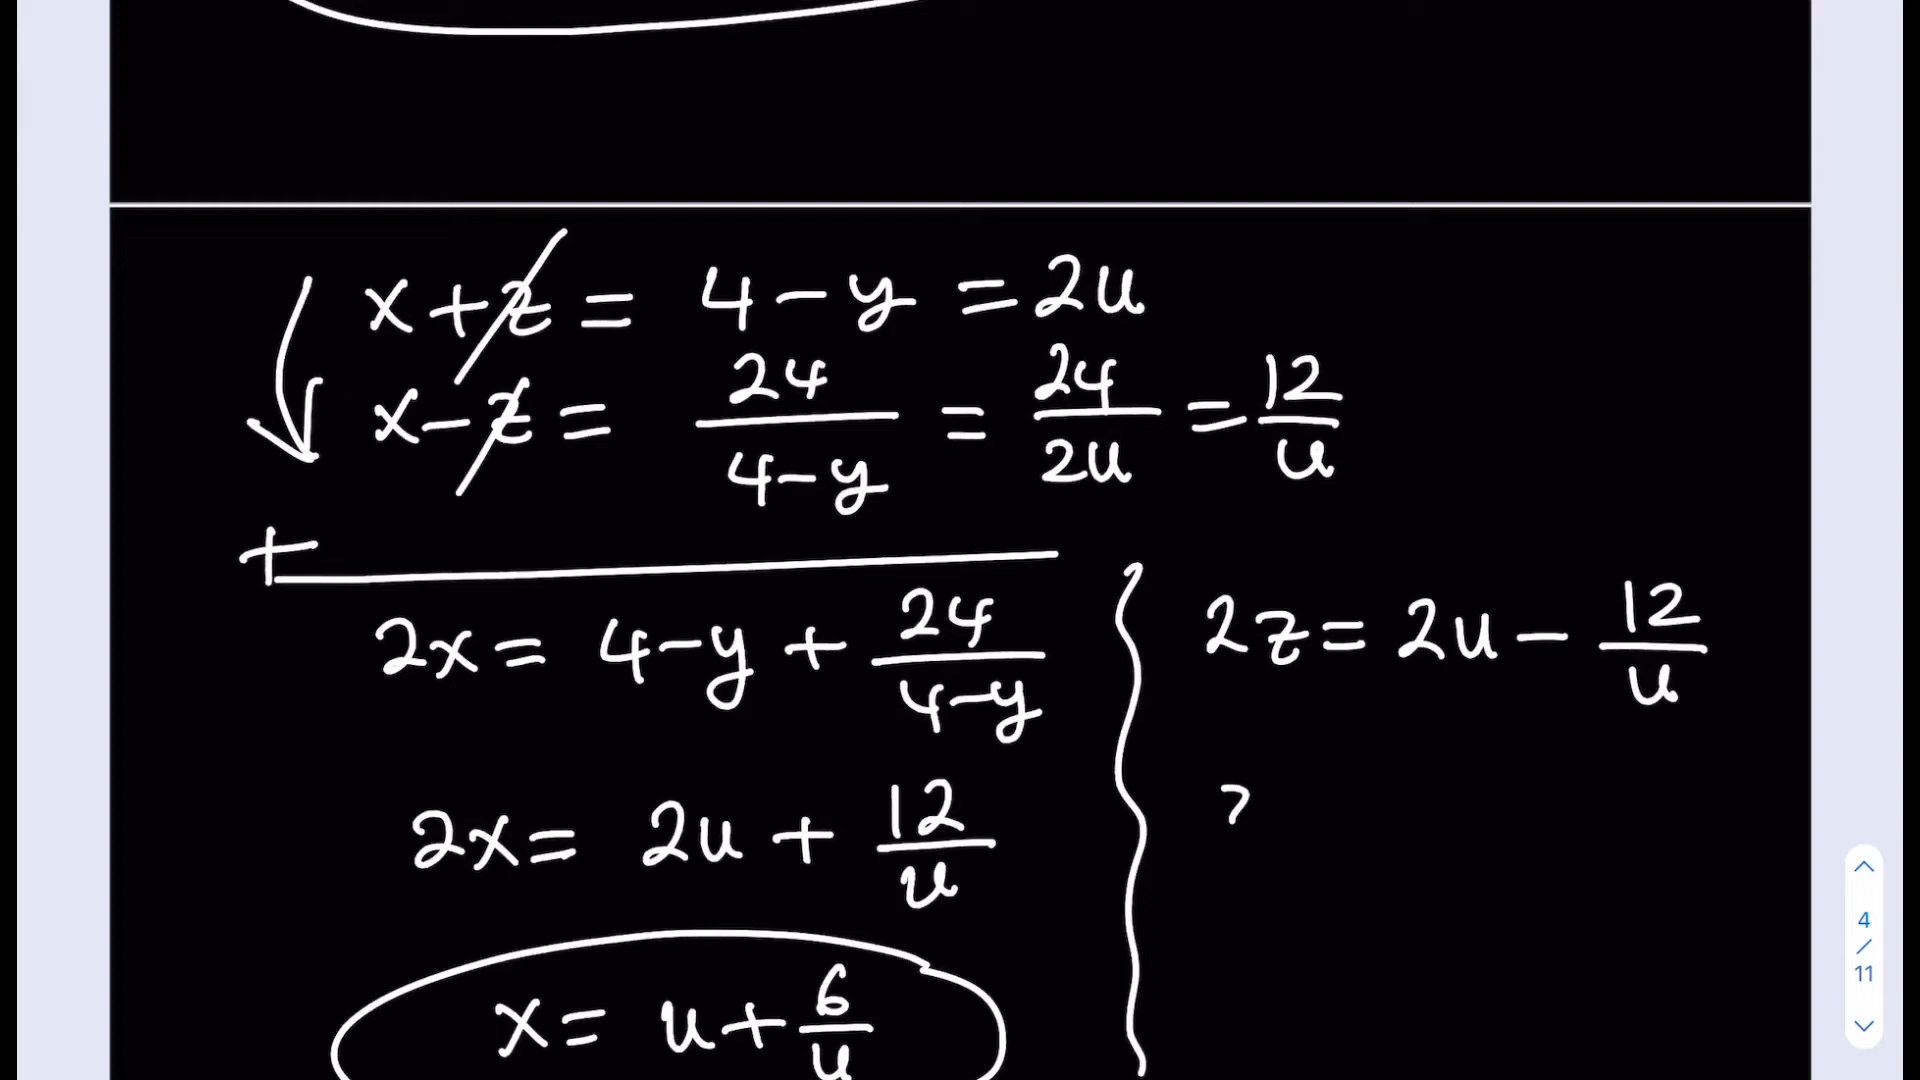 x + z = 4 - y = 2u
x - z = 24/(4 - y) = 24/2u = 12/u
+
2x = 4 - y + 24/(4 - y)
2z = 2u - 12/u
2x = 2u + 12/u
x = u + 6/u
4
/
11